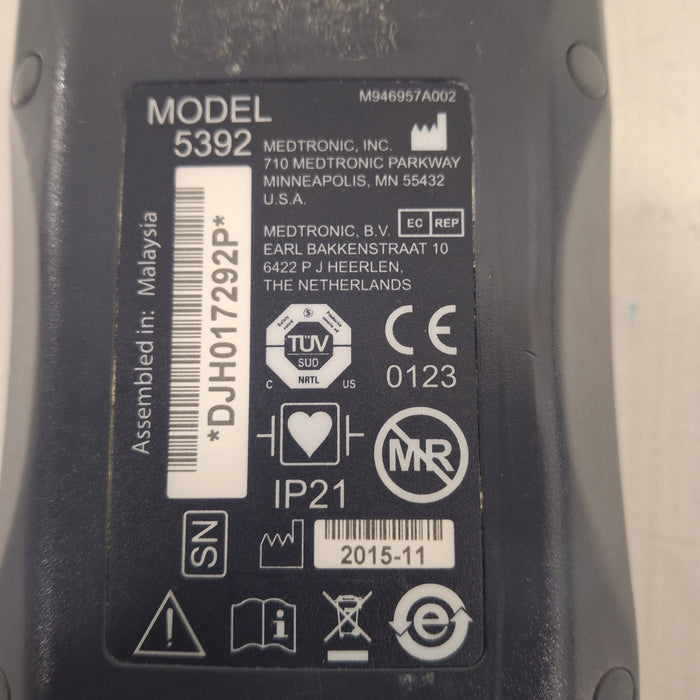 M946957A002
MODEL
5392
MEDTRONIC, INC.
710 MEDTRONIC PARKWAY
MINNEAPOLIS, MN 55432
U.S.A.
EC REP
MEDTRONIC, B.V.
EARL BAKKENSTRAAT 10
6422 P J HEERLEN,
THE NETHERLANDS
Assembled in: Malaysia
*DJH017292P*
TÜV
SUD
NRTL
C US
CE
0123
MR
IP21
SN
2015-11
i
e